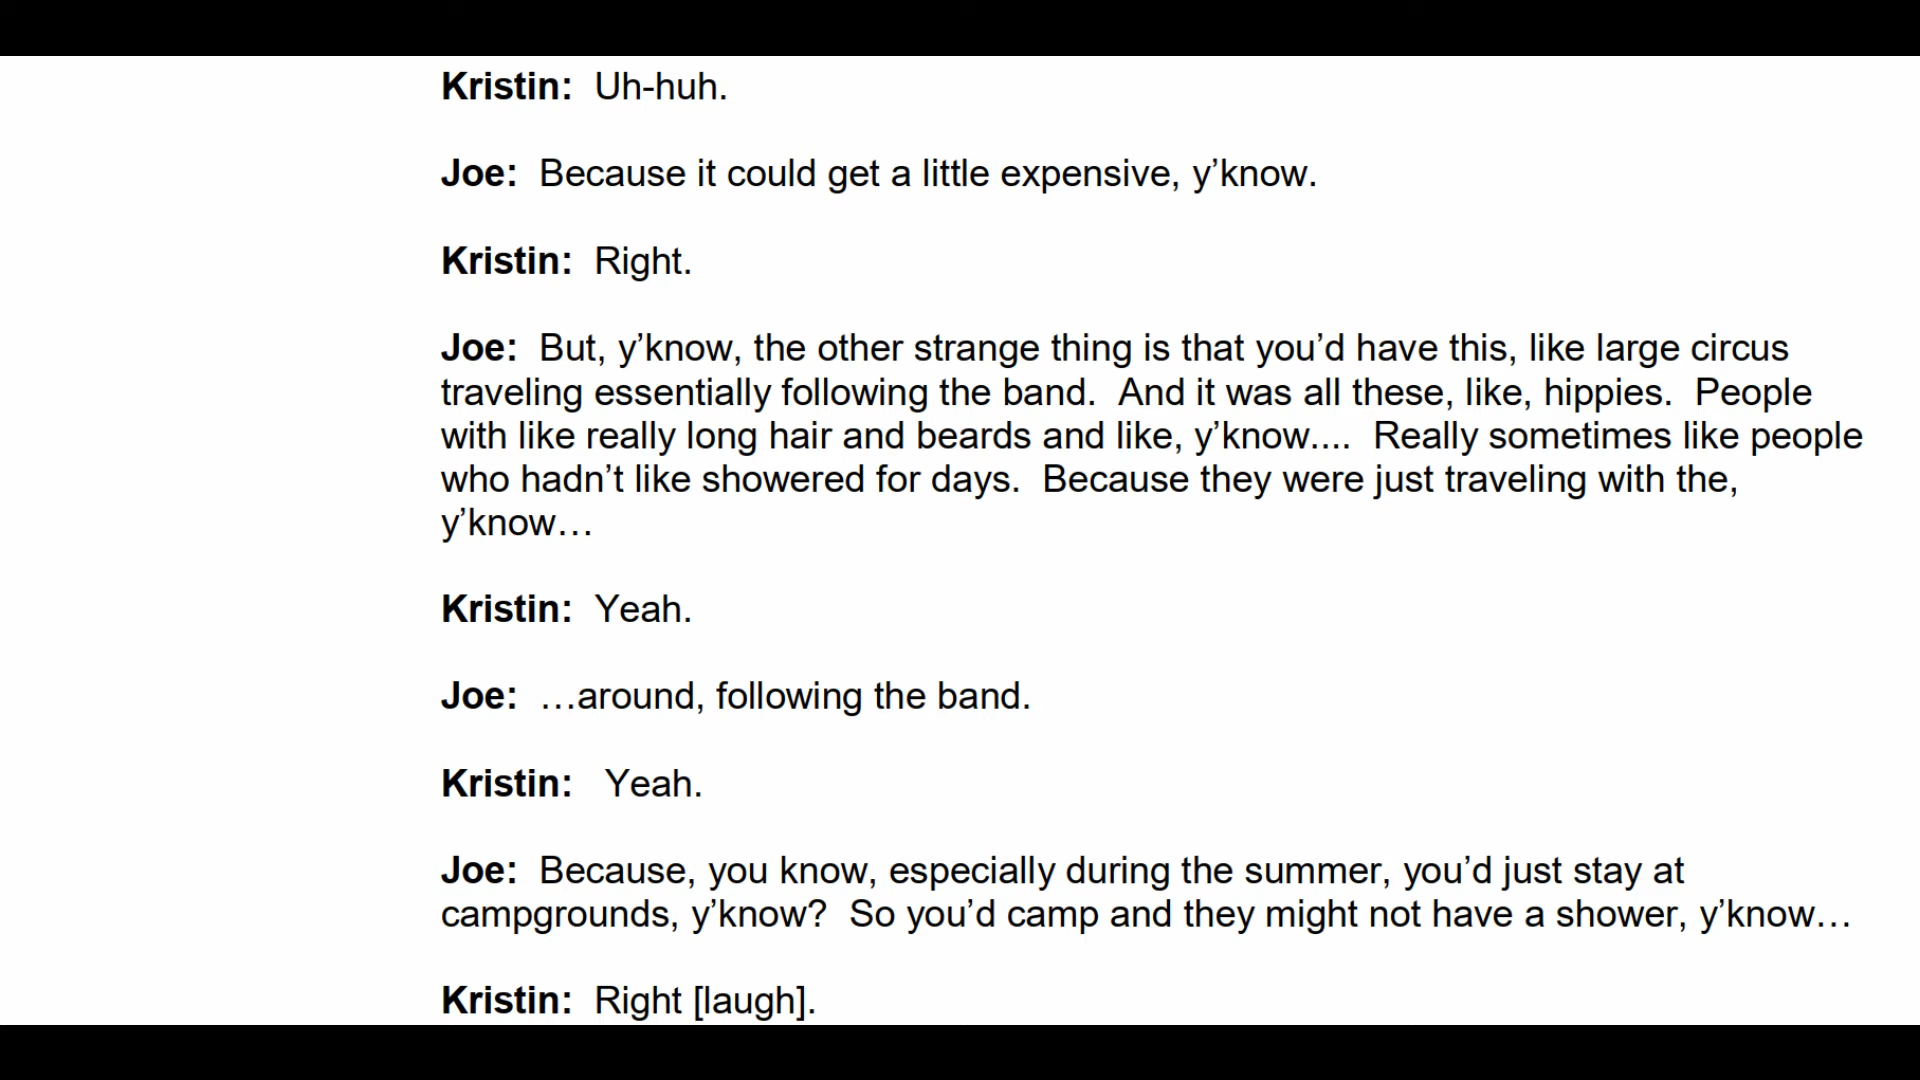 Kristin:  Uh-huh.
Joe:  Because it could get a little expensive, y’know.
Kristin:  Right.
Joe:  But, y’know, the other strange thing is that you’d have this, like large circus
traveling essentially following the band.  And it was all these, like, hippies.  People
with like really long hair and beards and like, y’know....  Really sometimes like people
who hadn’t like showered for days.  Because they were just traveling with the,
y’know…
Kristin:  Yeah.
Joe:  …around, following the band.
Kristin:   Yeah.
Joe:  Because, you know, especially during the summer, you’d just stay at
campgrounds, y’know?  So you’d camp and they might not have a shower, y’know…
Kristin:  Right [laugh].